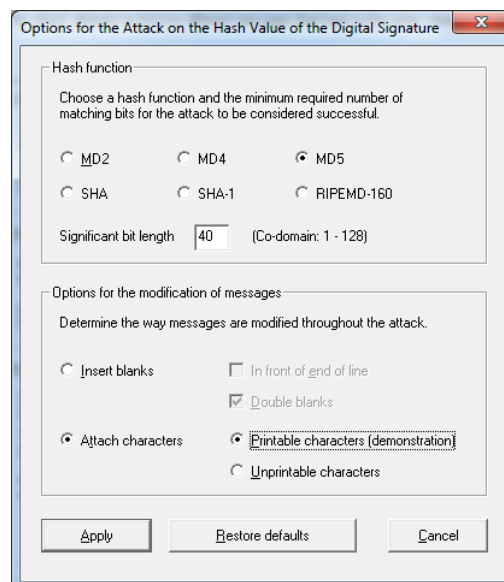 Options for the Attack on the Hash Value of the Digital Signature
Hash function
Choose a hash function and the minimum required number of
matching bits for the attack to be considered successful.
MD2 MD4 MD5
SHA SHA-1 RIPEMD-160
Significant bit length 40 (Co-domain: 1 - 128)
Options for the modification of messages
Determine the way messages are modified throughout the attack.
Insert blanks In front of end of line
Double blanks
Attach characters Printable characters (demonstration)
Unprintable characters
Apply Restore defaults Cancel